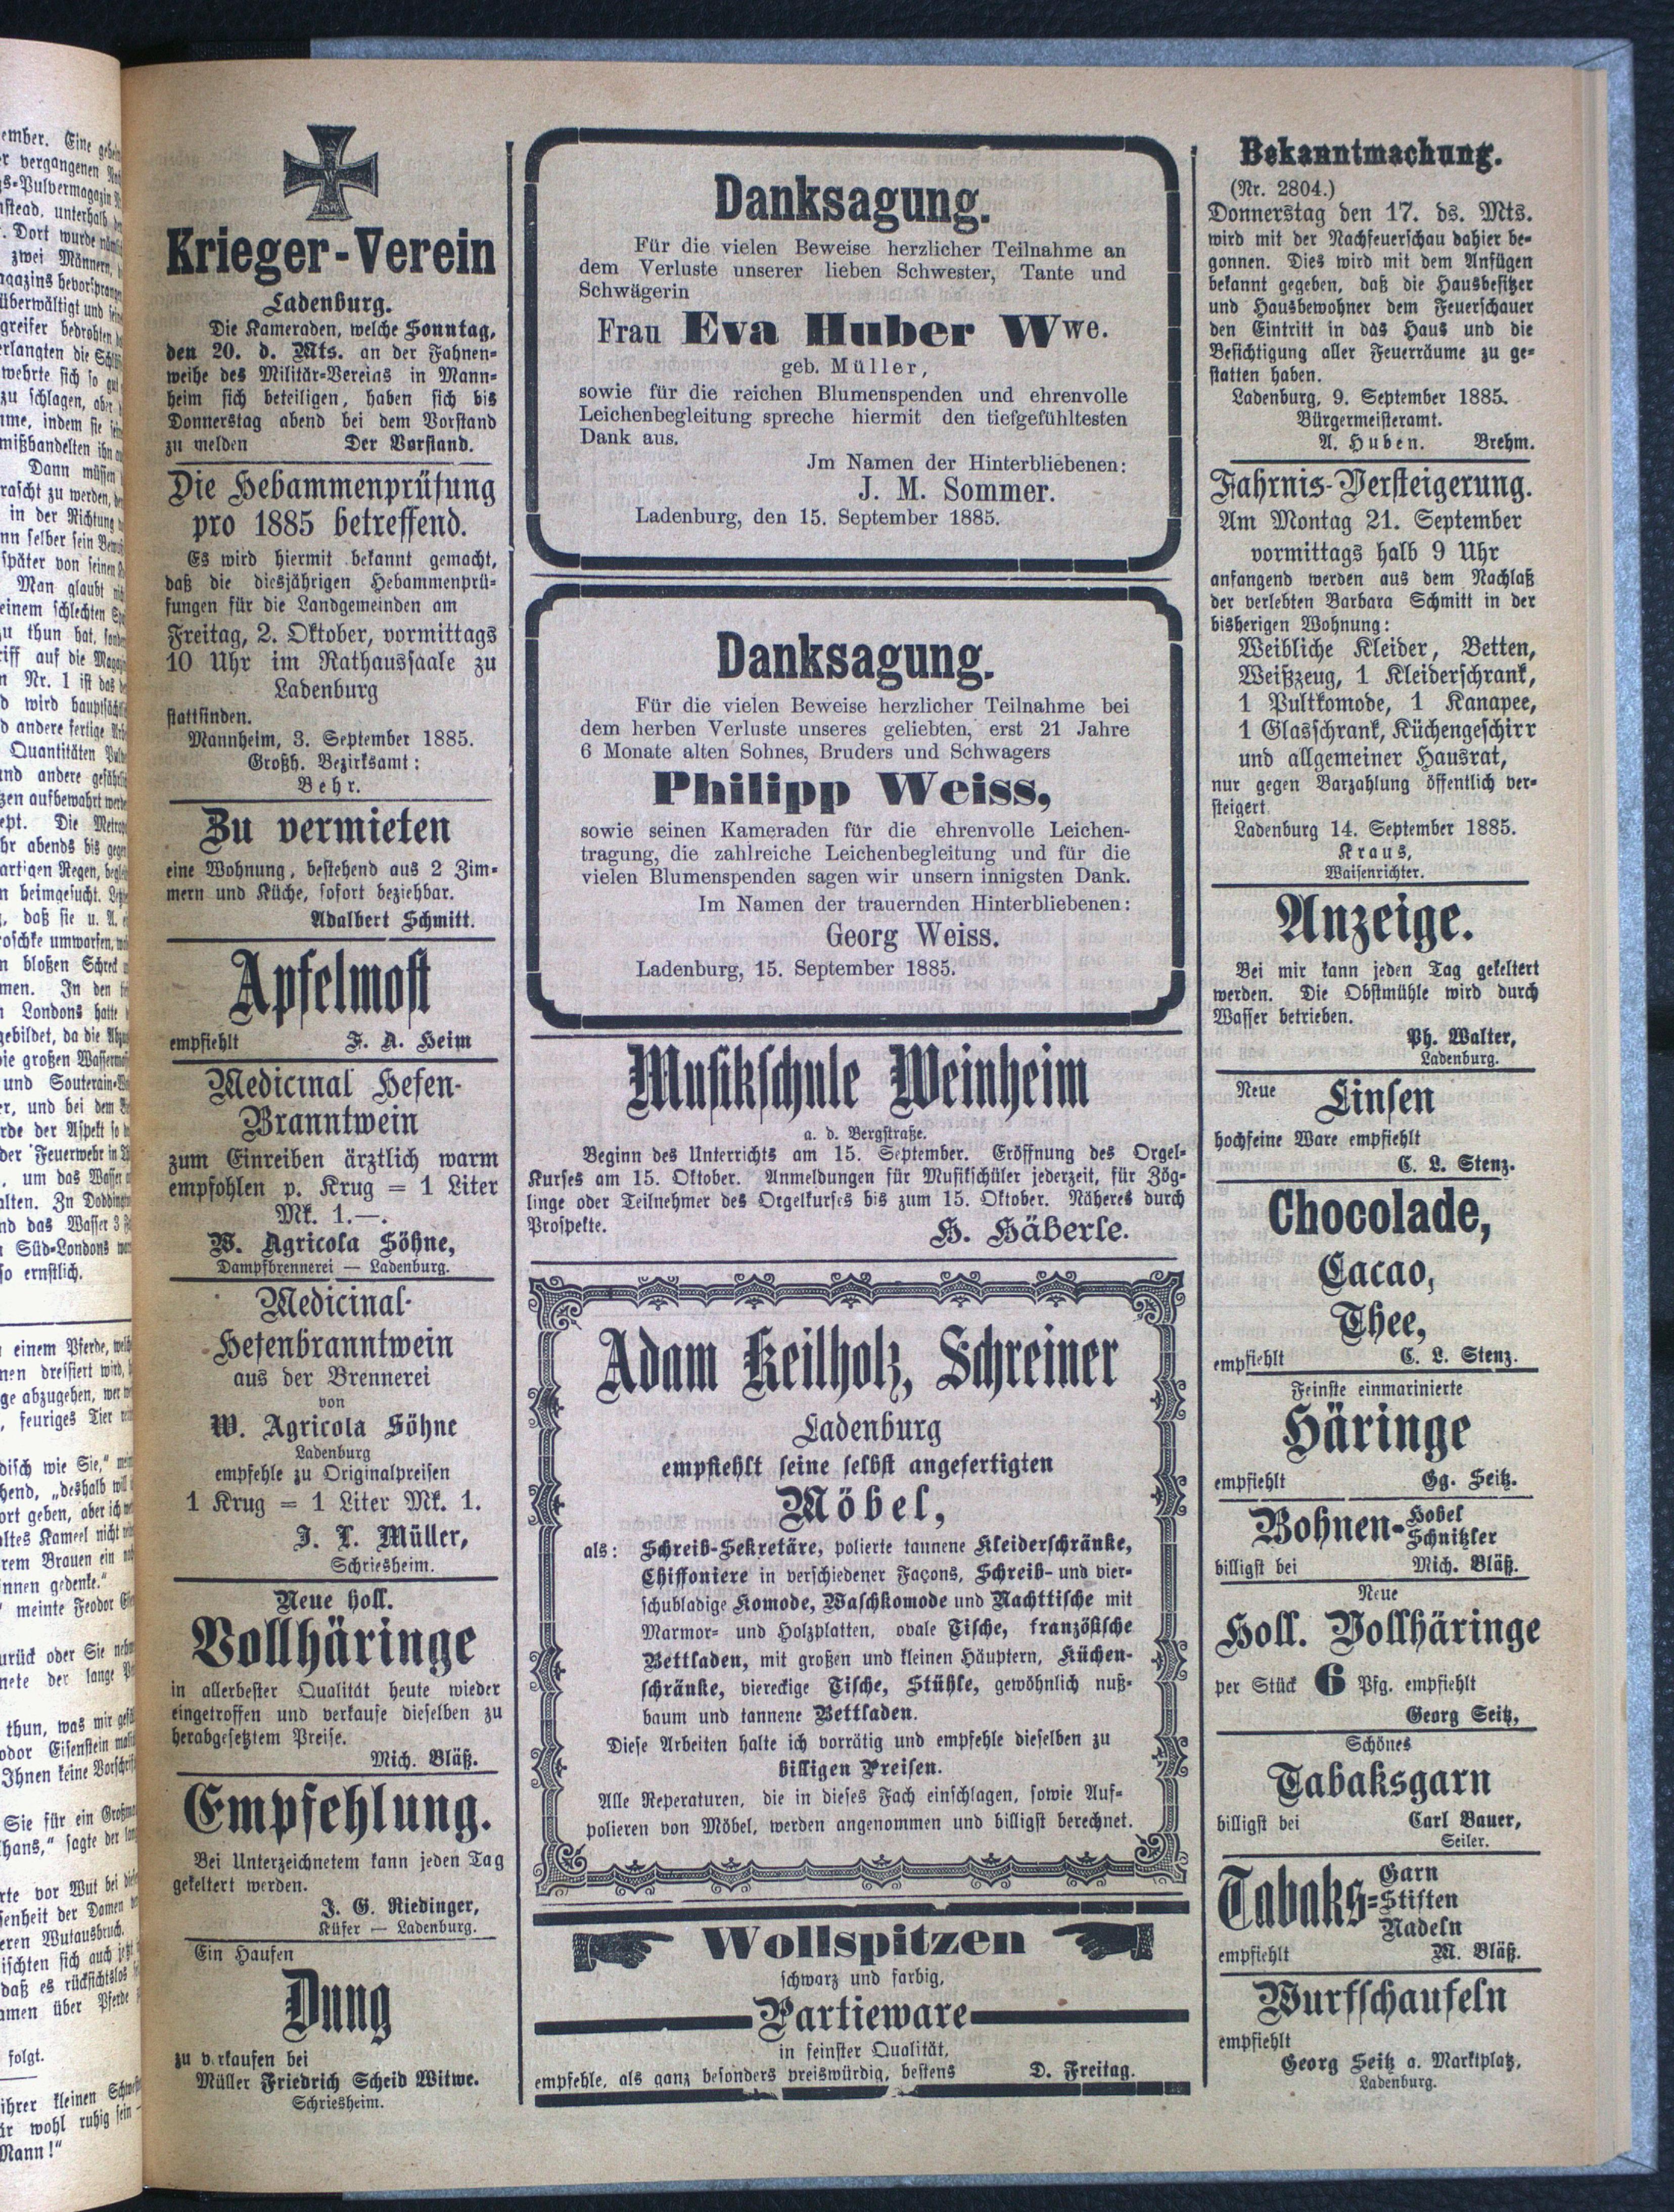 Krieger-Verein
Ladenburg.
Die Kameraden, welche Sonntag,
den 20. d. Mts. an der Fahnen-
weihe des Militär-Vereins in Mann-
heim sich beteiligen, haben sich bis
Donnerstag abend bei dem Vorstand
zu melden Der Vorstand.
Die Hebammenprüfung
pro 1885 betreffend.
Es wird hiermit bekannt gemacht,
daß die diesjährigen Hebammenprü-
fungen für die Landgemeinden am
Freitag, 2. Oktober, vormittags
10 Uhr im Rathaussaale zu
Ladenburg
stattfinden.
Mannheim, 3. September 1885.
Großh. Bezirksamt:
Behr.
Zu vermieten
eine Wohnung, bestehend aus 2 Zim-
mern und Küche, sofort beziehbar.
Adalbert Schmitt.
Apfelmost
empfiehlt F. A. Heim
Medicinal Hefen-
Branntwein
zum Einreiben ärztlich warm
empfohlen p. Krug = 1 Liter
Mk. 1.—.
W. Agricola Söhne,
Dampfbrennerei — Ladenburg.
Medicinal-
Hefenbranntwein
aus der Brennerei
von
W. Agricola Söhne
Ladenburg
empfehle zu Originalpreisen
1 Krug = 1 Liter Mk. 1.
J. L. Müller,
Schriesheim.
Neue holl.
Vollhäringe
in allerbester Qualität heute wieder
eingetroffen und verkaufe dieselben zu
herabgesetztem Preise.
Mich. Bläß.
Empfehlung.
Bei Unterzeichnetem kann jeden Tag
gekeltert werden.
J. G. Riedinger,
Küfer — Ladenburg.
Ein Haufen
Dung
zu v.rkaufen bei
Müller Friedrich Scheid Witwe.
Schriesheim.
Danksagung.
Für die vielen Beweise herzlicher Teilnahme an
dem Verluste unserer lieben Schwester, Tante und
Schwägerin
Frau Eva Huber Wwe.
geb. Müller,
sowie für die reichen Blumenspenden und ehrenvolle
Leichenbegleitung spreche hiermit den tiefgefühltesten
Dank aus.
Jm Namen der Hinterbliebenen:
J. M. Sommer.
Ladenburg, den 15. September 1885.
Danksagung.
Für die vielen Beweise herzlicher Teilnahme bei
dem herben Verluste unseres geliebten, erst 21 Jahre
6 Monate alten Sohnes, Bruders und Schwagers
Philipp Weiss,
sowie seinen Kameraden für die ehrenvolle Leichen-
tragung, die zahlreiche Leichenbegleitung und für die
vielen Blumenspenden sagen wir unsern innigsten Dank.
Im Namen der trauernden Hinterbliebenen:
Georg Weiss.
Ladenburg, 15. September 1885.
Musikschule Weinheim
a. d. Bergstraße.
Beginn des Unterrichts am 15. September. Eröffnung des Orgel-
Kurses am 15. Oktober. Anmeldungen für Musikschüler jederzeit, für Zög-
linge oder Teilnehmer des Orgelkurses bis zum 15. Oktober. Näheres durch
Prospekte. H. Häberle.
Adam Keilholz, Schreiner
Ladenburg
empfiehlt seine selbst angefertigten
Möbel,
als: Schreib-Sekretäre, polierte tannene Kleiderschränke,
Chiffoniere in verschiedener Façons, Schreib- und vier-
schubladige Komode, Waschkomode und Nachttische mit
Marmor- und Holzplatten, ovale Tische, französische
Bettladen, mit großen und kleinen Häuptern, Küchen-
schränke, viereckige Tische, Stühle, gewöhnlich nuß-
baum und tannene Bettladen.
Diese Arbeiten halte ich vorrätig und empfehle dieselben zu
billigen Preisen.
Alle Reperaturen, die in dieses Fach einschlagen, sowie Auf-
polieren von Möbel, werden angenommen und billigst berechnet.
Wollspitzen
schwarz und farbig,
Partieware
in feinster Qualität,
empfehle, als ganz besonders preiswürdig, bestens D. Freitag.
Bekanntmachung.
(Nr. 2804.)
Donnerstag den 17. ds. Mts.
wird mit der Nachfeuerschau dahier be-
gonnen. Dies wird mit dem Anfügen
bekannt gegeben, daß die Hausbesitzer
und Hausbewohner dem Feuerschauer
den Eintritt in das Haus und die
Besichtigung aller Feuerräume zu ge-
statten haben.
Ladenburg, 9. September 1885.
Bürgermeisteramt.
A. Huben. Brehm.
Fahrnis-Versteigerung.
Am Montag 21. September
vormittags halb 9 Uhr
anfangend werden aus dem Nachlaß
der verlebten Barbara Schmitt in der
bisherigen Wohnung:
Weibliche Kleider, Betten,
Weißzeug, 1 Kleiderschrank,
1 Pultkomode, 1 Kanapee,
1 Glasschrank, Küchengeschirr
und allgemeiner Hausrat,
nur gegen Barzahlung öffentlich ver-
steigert
Ladenburg 14. September 1885.
Kraus,
Waisenrichter.
Anzeige.
Bei mir kann jeden Tag gekeltert
werden. Die Obstmühle wird durch
Wasser betrieben.
Ph. Walter,
Ladenburg.
Neue Linsen
hochfeine Ware empfiehlt
C. L. Stenz.
Chocolade,
Cacao,
Thee,
empfiehlt C. L. Stenz.
Feinste einmarinierte
Häringe
empfiehlt Gg. Seitz.
Bohnen-Hobel
Schnitzler
billigst bei Mich. Bläß.
Neue
Holl. Vollhäringe
per Stück 6 Pfg. empfiehlt
Georg Seitz,
Schönes
Tabaksgarn
billigst bei Carl Bauer,
Seiler.
Tabaks-Garn
Stiften
Nadeln
empfiehlt M. Bläß.
Wurfschaufeln
empfiehlt
Georg Seitz a. Marktplatz,
Ladenburg.